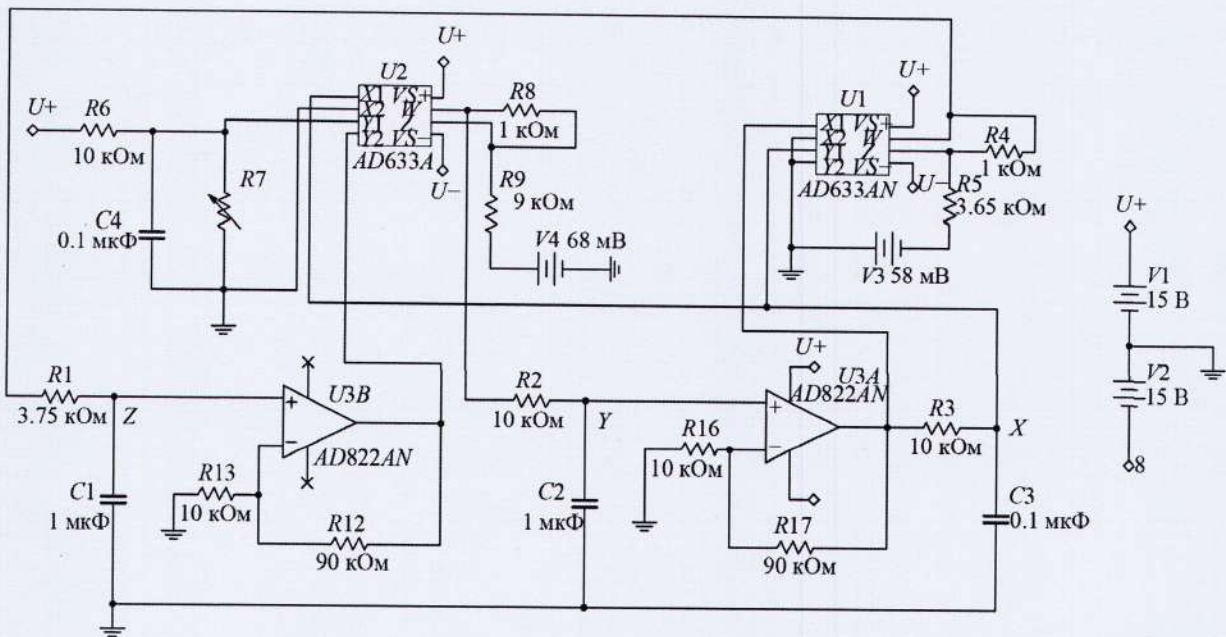 U+
R6
10 кОм
C4
0.1 мкФ
R7
U2
X1
X2
Y1
Y2
VS+
W
Z
VS−
AD633A
U+
U−
R8
1 кОм
R9
9 кОм
V4 68 мВ
U1
X1
X2
Y1
Y2
VS+
W
Z
VS−
AD633AN
U+
U−
R4
1 кОм
R5
3.65 кОм
V3 58 мВ
U+
V1
15 В
V2
15 В
8
R1
3.75 кОм
Z
C1
1 мкФ
U3B
+
−
AD822AN
R13
10 кОм
R12
90 кОм
R2
10 кОм
Y
C2
1 мкФ
U+
U3A
AD822AN
+
−
R16
10 кОм
R17
90 кОм
R3
10 кОм
X
C3
0.1 мкФ